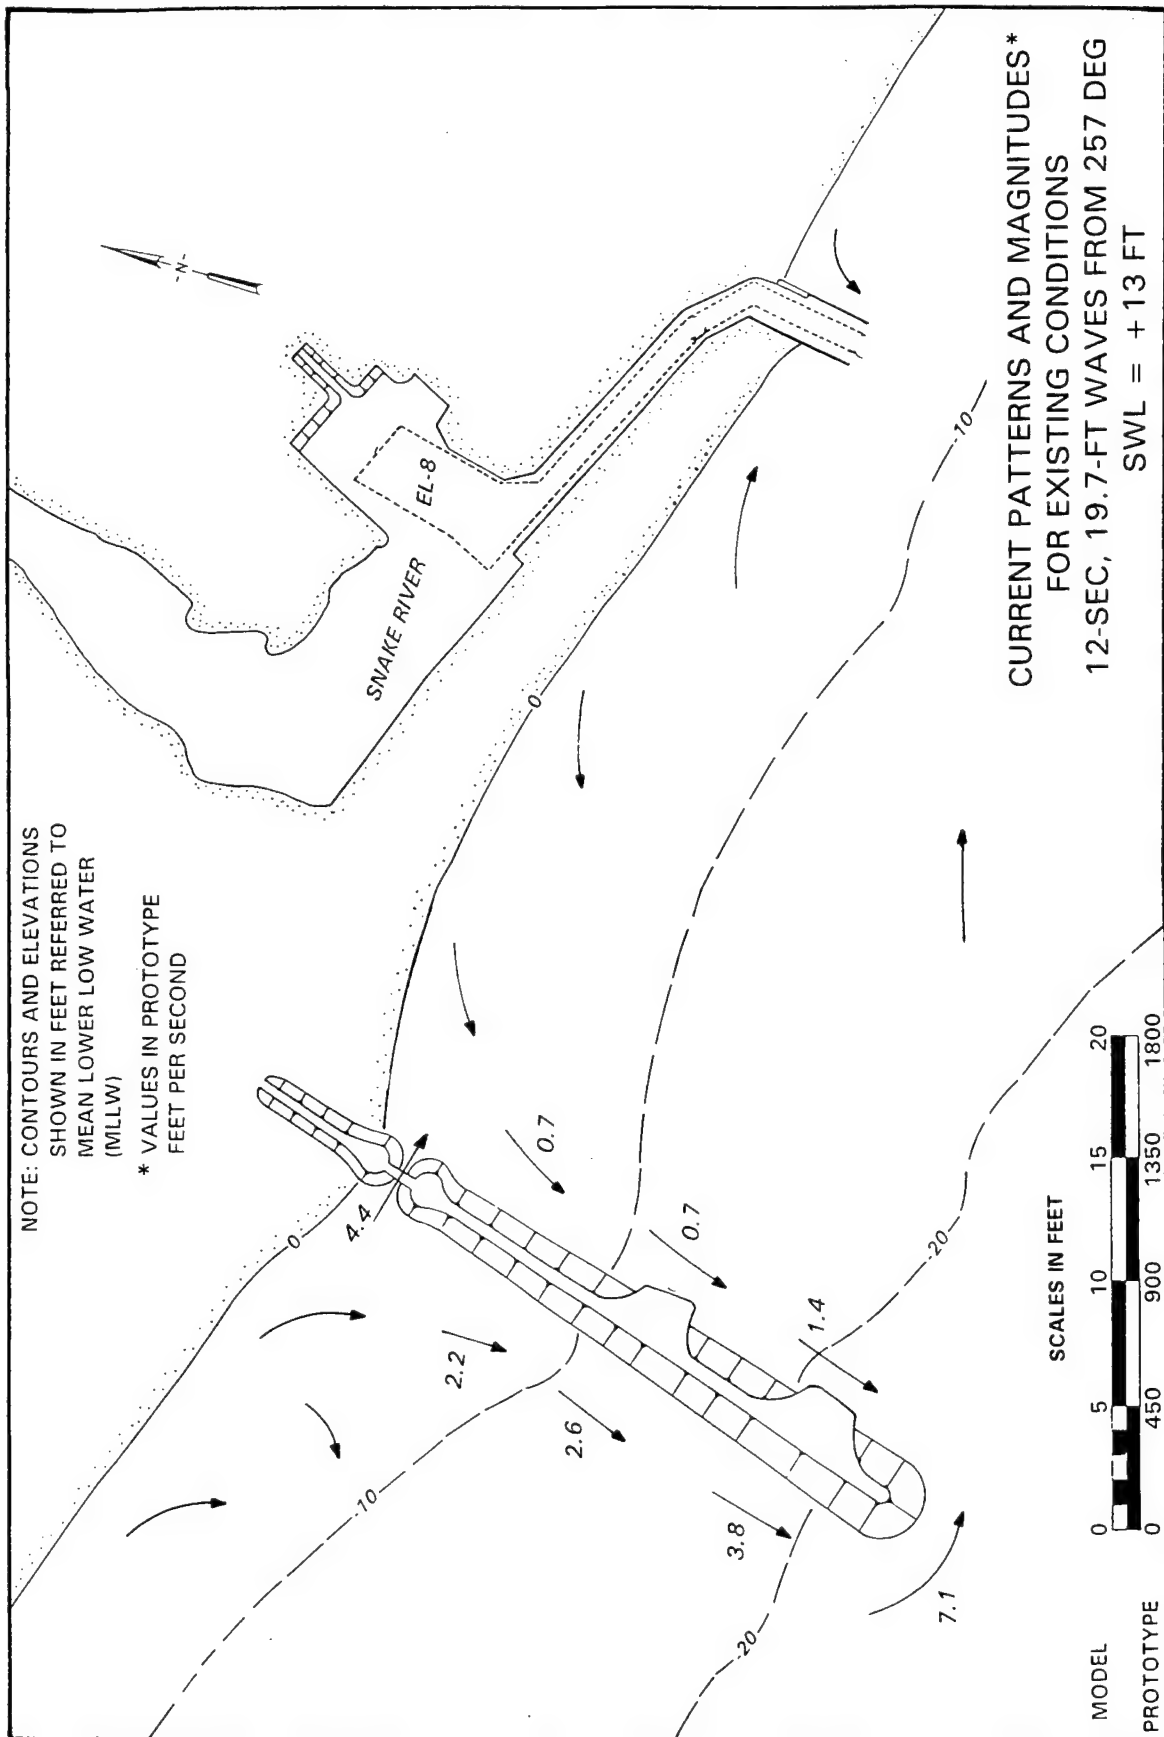 NOTE: CONTOURS AND ELEVATIONS
SHOWN IN FEET REFERRED TO
MEAN LOWER LOW WATER
(MLLW)
* VALUES IN PROTOTYPE
FEET PER SECOND
-N-
SNAKE RIVER
EL-8
0
0
4.4
0.7
2.2
0.7
2.6
1.4
3.8
7.1
-10
-10
-20
-20
CURRENT PATTERNS AND MAGNITUDES*
FOR EXISTING CONDITIONS
12-SEC, 19.7-FT WAVES FROM 257 DEG
SWL = +13 FT
SCALES IN FEET
MODEL 0 5 10 15 20
PROTOTYPE 0 450 900 1350 1800